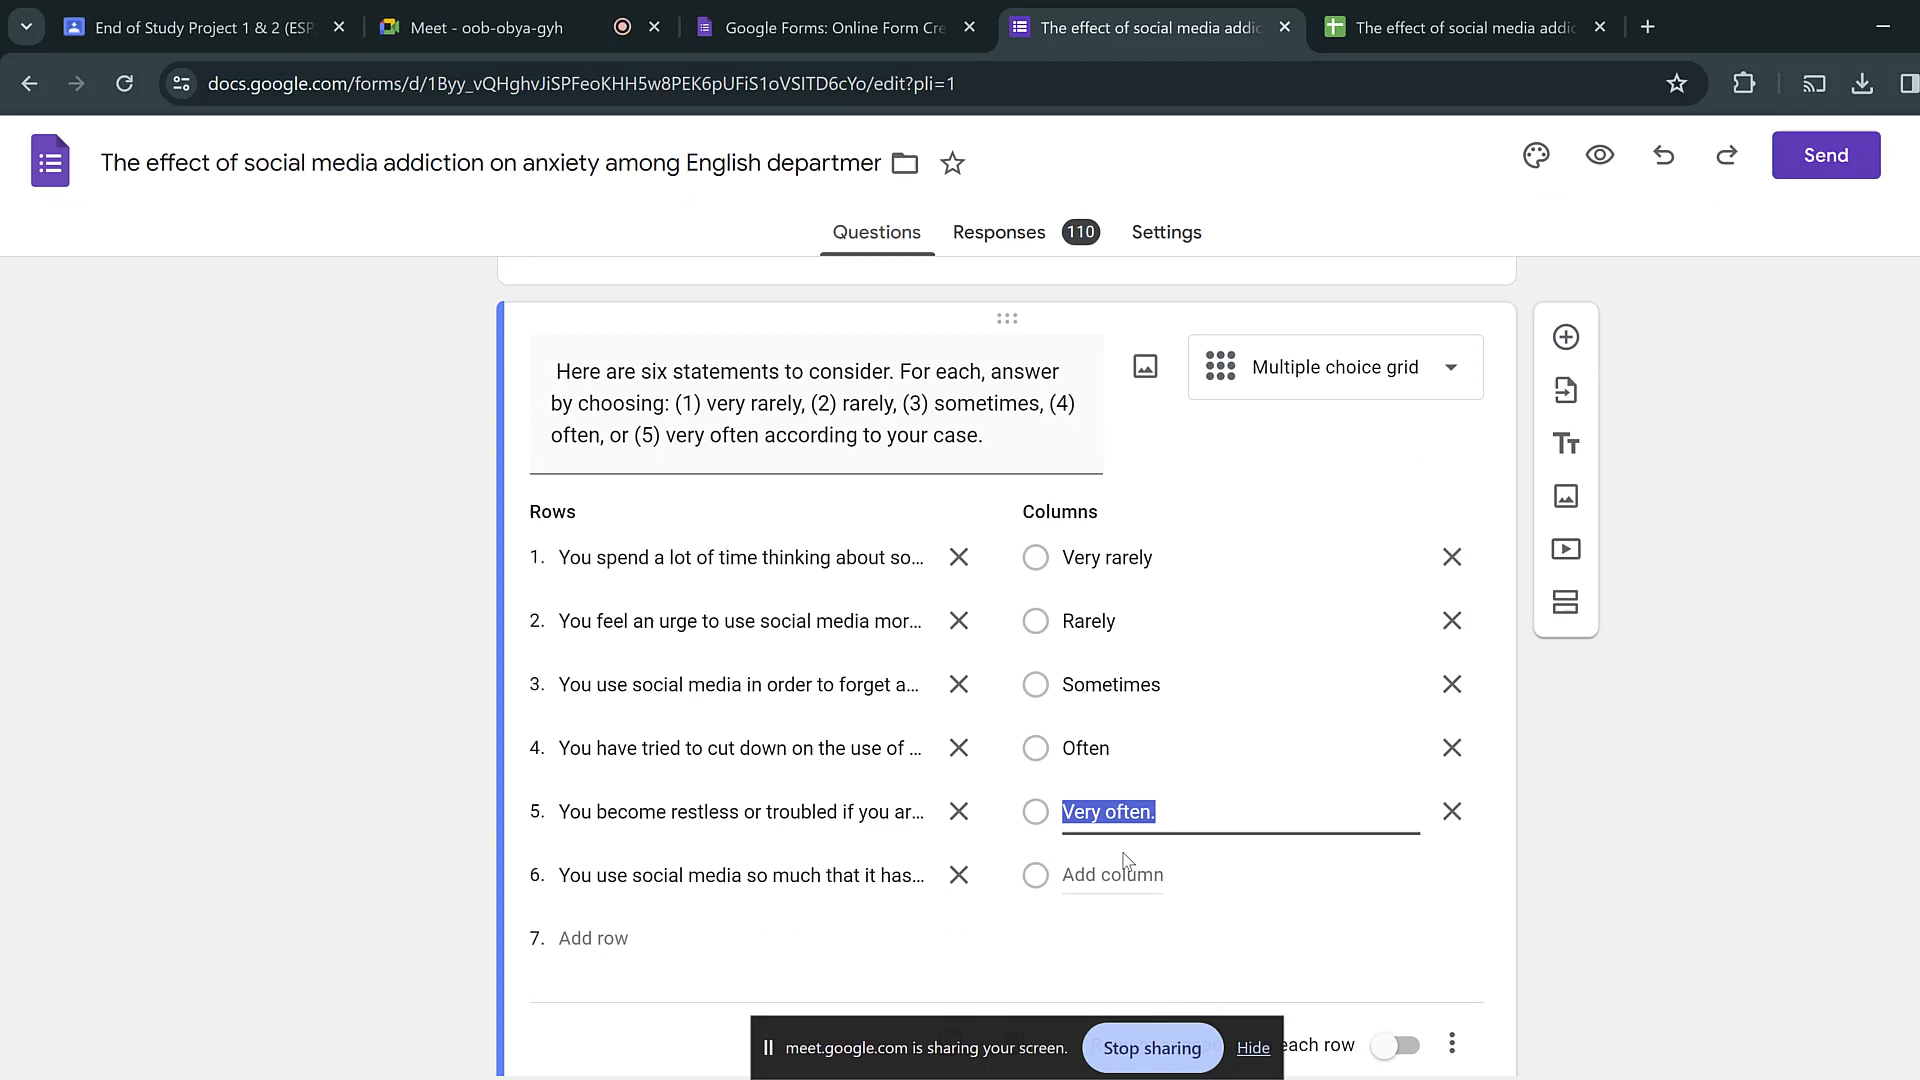 End of Study Project 1 & 2 (ESP
Meet - oob-obya-gyh
Google Forms: Online Form Cre
The effect of social media addic
The effect of social media addic
docs.google.com/forms/d/1Byy_vQHghvJiSPFeoKHH5w8PEK6pUFiS1oVSITD6cYo/edit?pli=1
The effect of social media addiction on anxiety among English departmer
Send
Questions
Responses 110
Settings
Here are six statements to consider. For each, answer
by choosing: (1) very rarely, (2) rarely, (3) sometimes, (4)
often, or (5) very often according to your case.
Multiple choice grid
Rows
Columns
1. You spend a lot of time thinking about so...
Very rarely
2. You feel an urge to use social media mor...
Rarely
3. You use social media in order to forget a...
Sometimes
4. You have tried to cut down on the use of ...
Often
5. You become restless or troubled if you ar...
Very often.
6. You use social media so much that it has...
Add column
7. Add row
meet.google.com is sharing your screen.
Stop sharing
Hide
each row